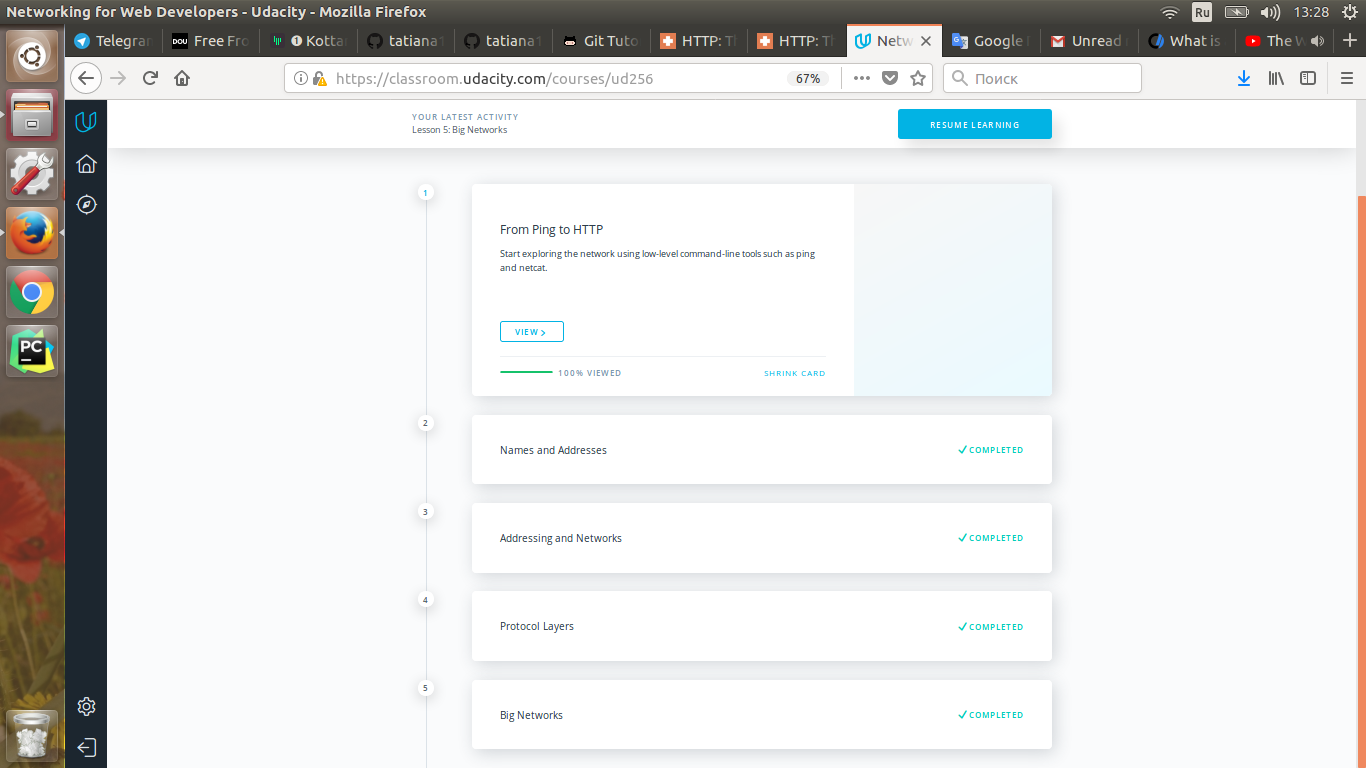 Networking for Web Developers - Udacity - Mozilla Firefox
Ru
13:28
Telegrar
DOU
Free Fro
Kotta
tatiana
tatiana
Git Tuto
HTTP: Th
HTTP: Th
Netw
Google
Unread
What is
The W
https://classroom.udacity.com/courses/ud256
67%
Поиск
YOUR LATEST ACTIVITY
Lesson 5: Big Networks
RESUME LEARNING
1
From Ping to HTTP
Start exploring the network using low-level command-line tools such as ping
and netcat.
VIEW
100% VIEWED
SHRINK CARD
2
Names and Addresses
COMPLETED
3
Addressing and Networks
COMPLETED
4
Protocol Layers
COMPLETED
5
Big Networks
COMPLETED
PC